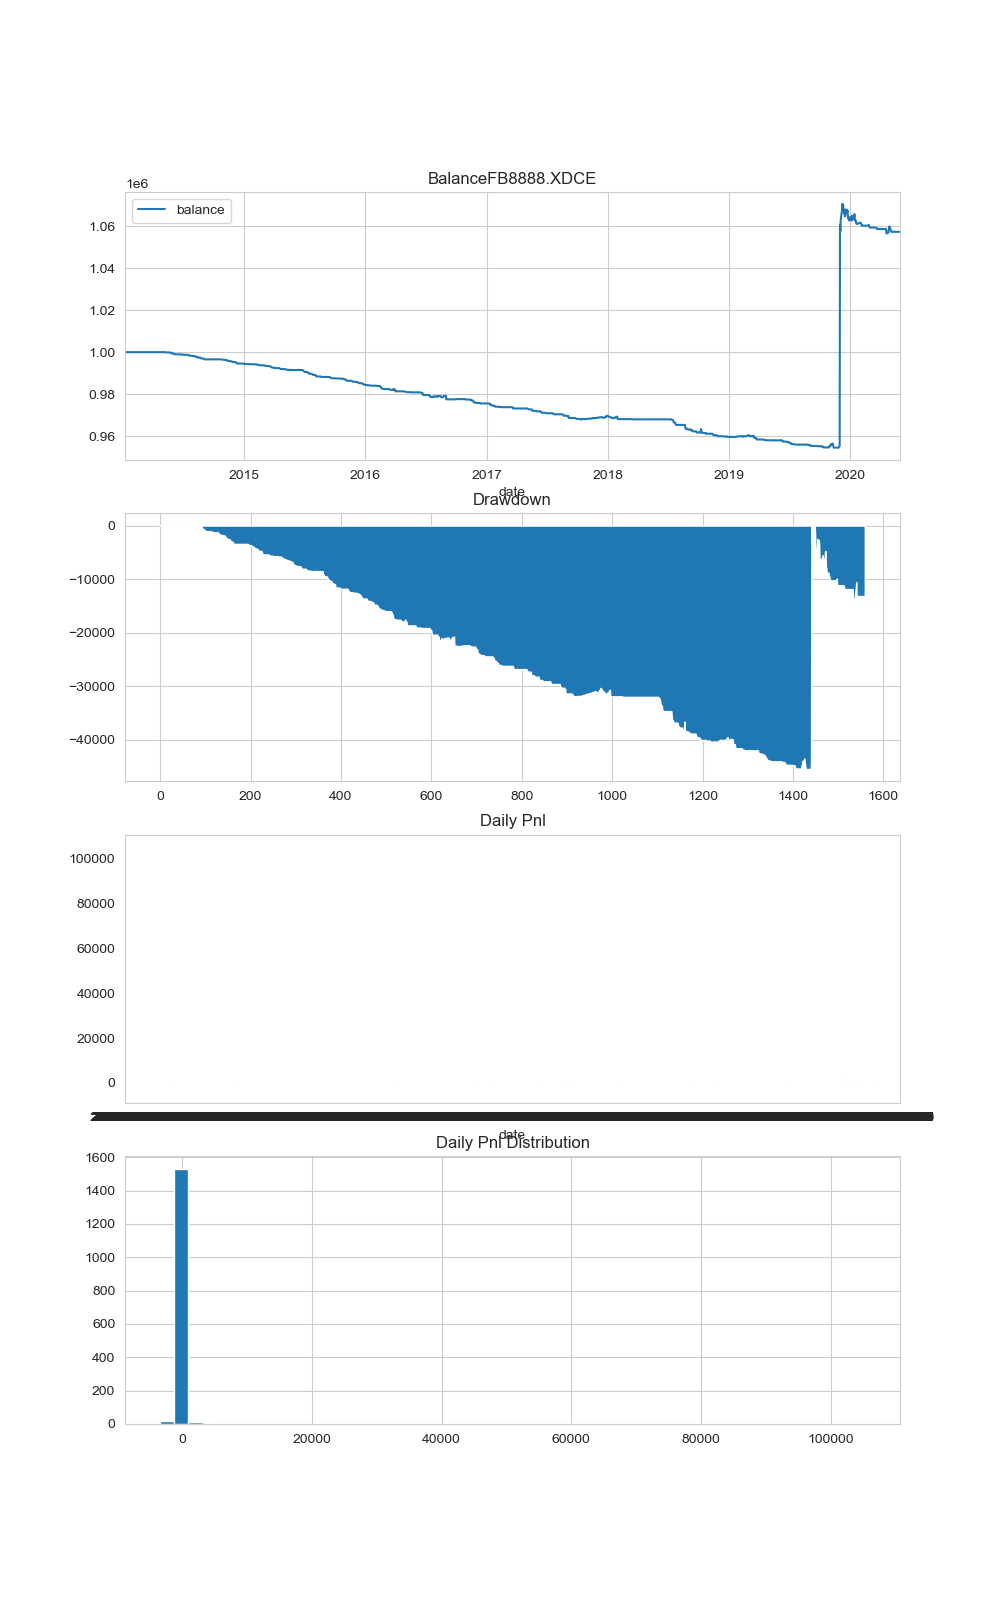 BalanceFB8888.XDCE
1e6
balance
1.06
1.04
1.02
1.00
0.98
0.96
2015 2016 2017 2018 2019 2020
date
Drawdown
0
−10000
−20000
−30000
−40000
0 200 400 600 800 1000 1200 1400 1600
Daily Pnl
100000
80000
60000
40000
20000
0
date
Daily Pnl Distribution
1600
1400
1200
1000
800
600
400
200
0
0 20000 40000 60000 80000 100000